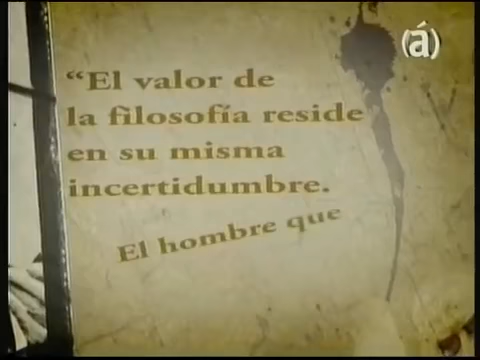 (á)
“El valor de
la filosofía reside
en su misma
incertidumbre.
El hombre que